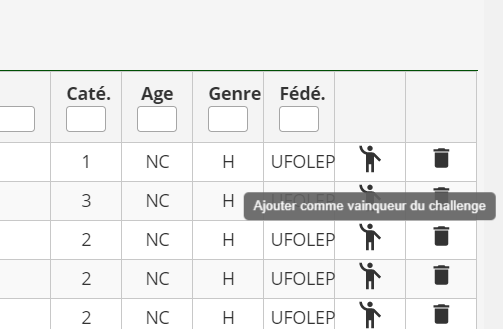 Caté. Age Genre Fédé.
1 NC H UFOLEP
3 NC H UFOLEP
Ajouter comme vainqueur du challenge
2 NC H UFOLEP
2 NC H UFOLEP
2 NC H UFOLEP